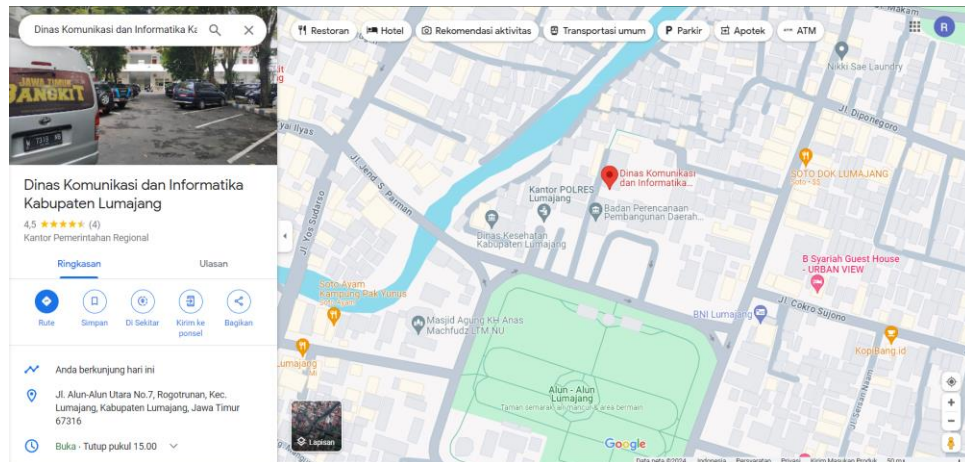 Dinas Komunikasi dan Informatika Ka
JAWA TIMUR
BANGKIT
Dinas Komunikasi dan Informatika
Kabupaten Lumajang
4,5 (4)
Kantor Pemerintahan Regional
Ringkasan
Ulasan
Rute
Simpan
Di Sekitar
Kirim ke
ponsel
Bagikan
Anda berkunjung hari ini
Jl. Alun-Alun Utara No.7, Rogotrunan, Kec.
Lumajang, Kabupaten Lumajang, Jawa Timur
67316
Buka · Tutup pukul 15.00
Restoran
Hotel
Rekomendasi aktivitas
Transportasi umum
P Parkir
Apotek
ATM
R
Makam
Nikki Sae Laundry
Jl. Diponegoro
yai Ilyas
Jl. Jend. S. Parman
Jl. Yos Sudarso
Dinas Komunikasi
dan Informatika...
SOTO DOK LUMAJANG
Soto · $$
Kantor POLRES
Lumajang
Badan Perencanaan
Pembangunan Daerah...
Dinas Kesehatan
Kabupaten Lumajang
B Syariah Guest House
- URBAN VIEW
Soto Ayam
Kampung Pak Yunus
Masjid Agung KH Anas
Machfudz LTM NU
BNI Lumajang
Jl. Cokro Sujono
KopiBang.id
Lumajang
Alun - Alun
Lumajang
Taman semarak, air mancur & area bermain
Jl. Seisan Naam
Lapisan
Google
Data peta ©2024
Indonesia
Persyaratan
Privasi
Kirim Masukan Produk
50 m